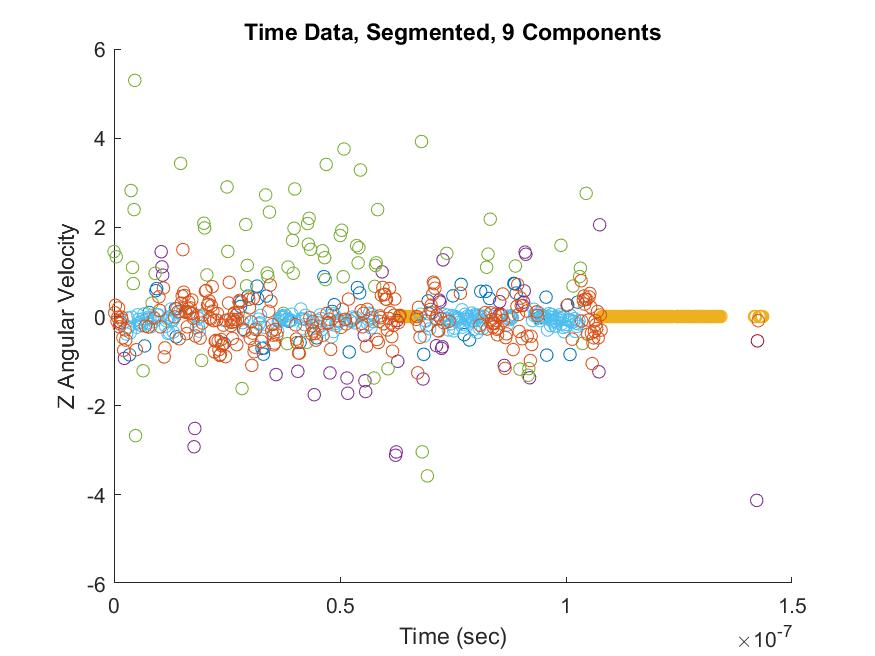 Time Data, Segmented, 9 Components
6
4
2
0
-2
-4
-6
Z Angular Velocity
0 0.5 1 1.5
Time (sec)
×10⁻⁷